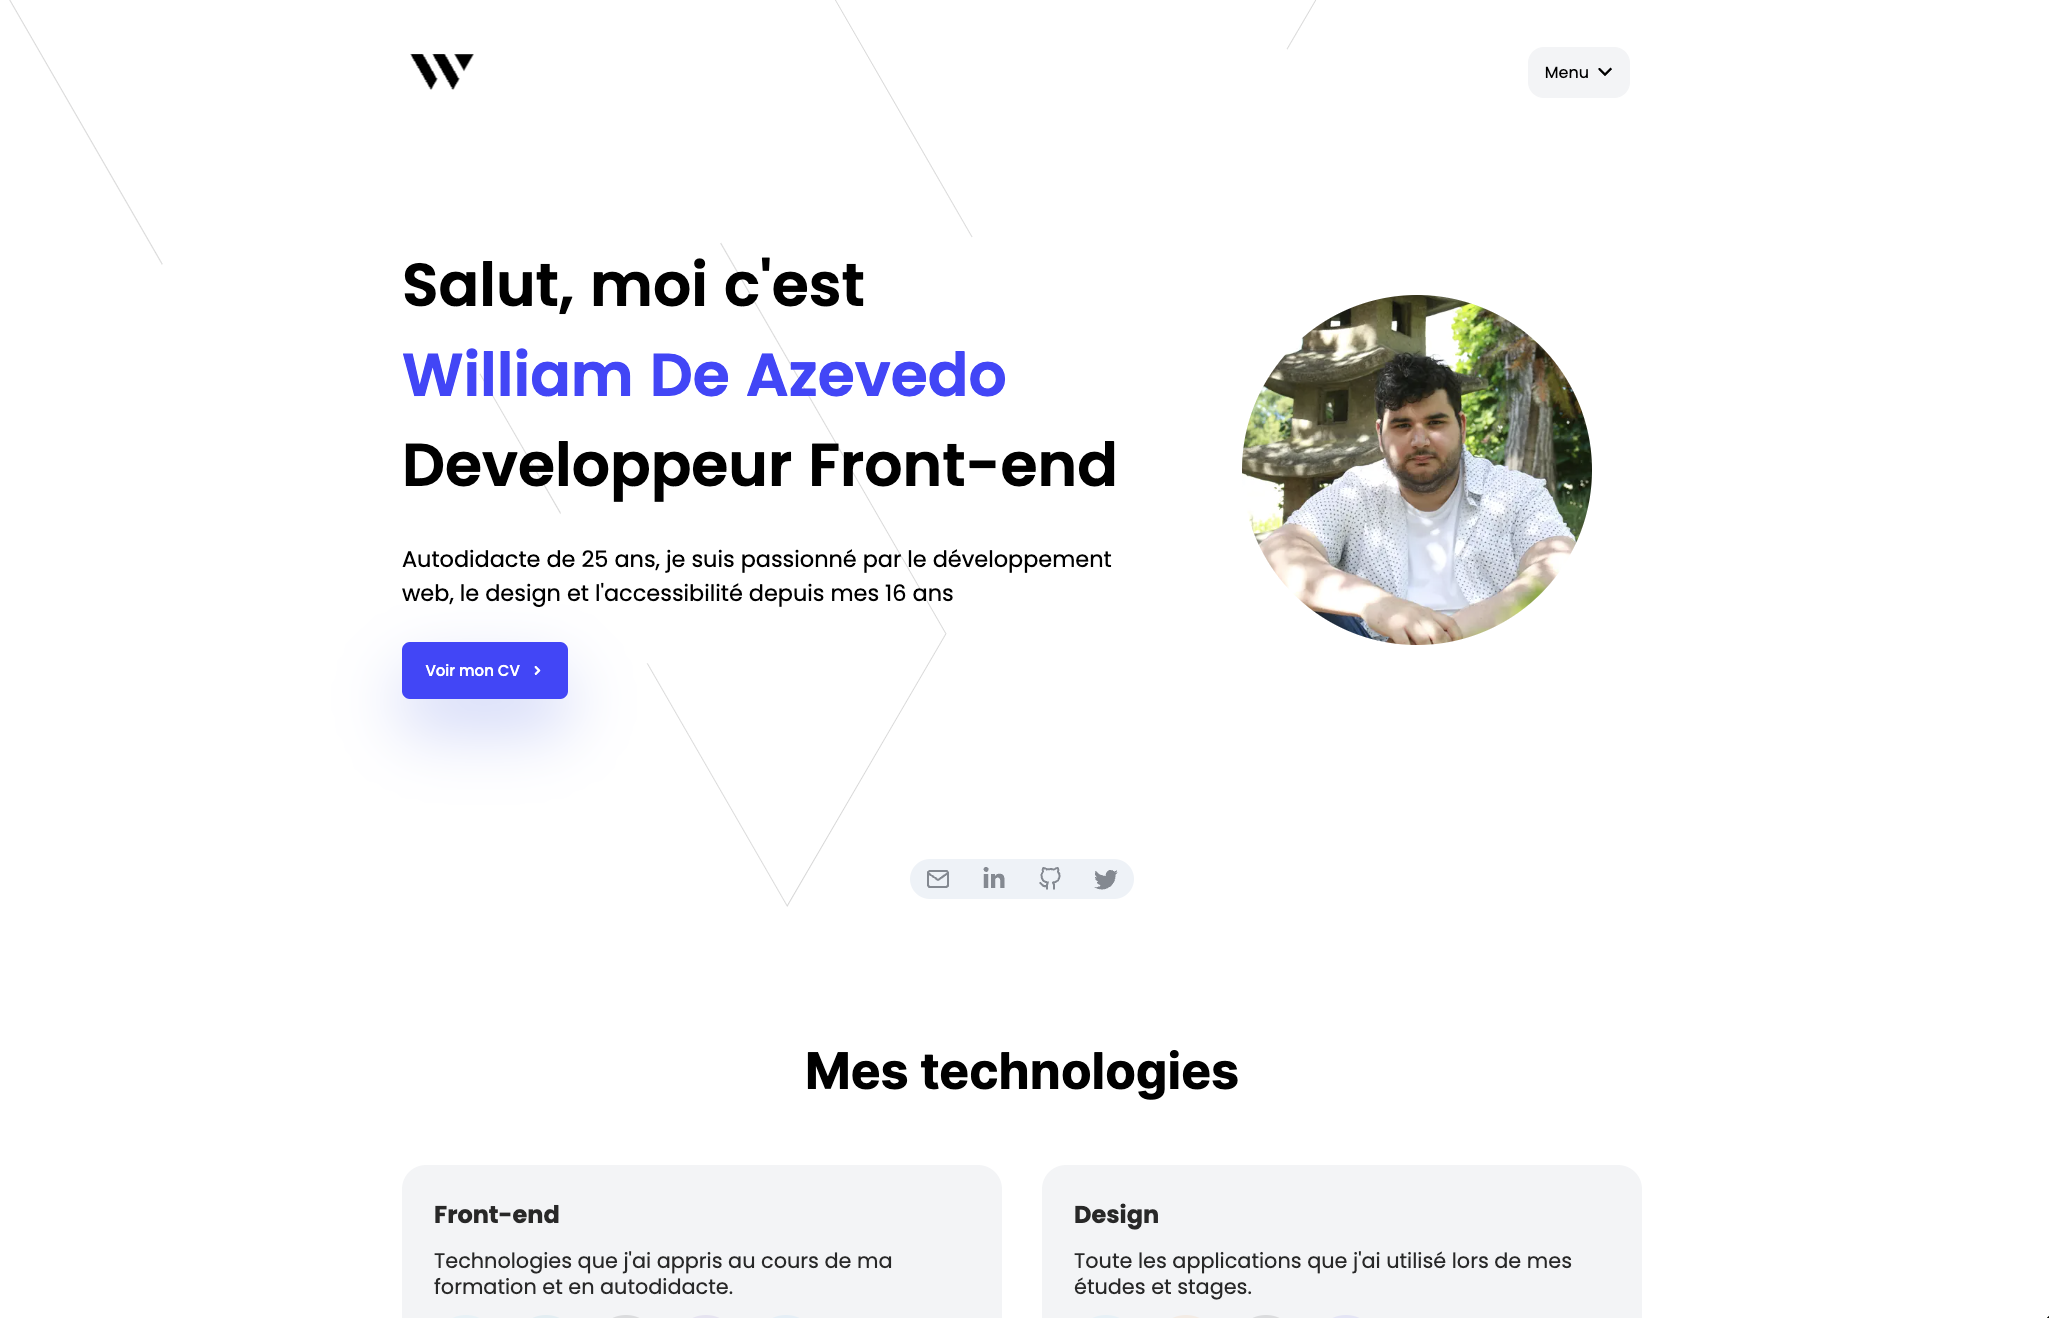 Menu
Salut, moi c'est
William De Azevedo
Developpeur Front-end
Autodidacte de 25 ans, je suis passionné par le développement
web, le design et l'accessibilité depuis mes 16 ans
Voir mon CV
Mes technologies
Front-end
Technologies que j'ai appris au cours de ma
formation et en autodidacte.
Design
Toute les applications que j'ai utilisé lors de mes
études et stages.